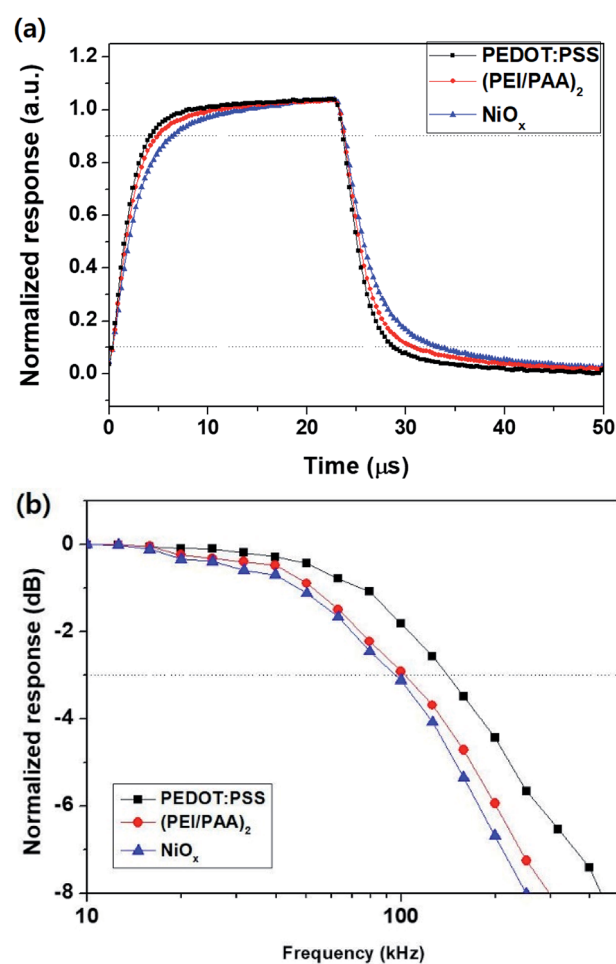 (a)
1.2
1.0
0.8
0.6
0.4
0.2
0.0
Normalized response (a.u.)
PEDOT:PSS
(PEI/PAA)₂
NiOₓ
0 10 20 30 40 50
Time (μs)
(b)
0
-2
-4
-6
-8
Normalized response (dB)
PEDOT:PSS
(PEI/PAA)₂
NiOₓ
10 100
Frequency (kHz)